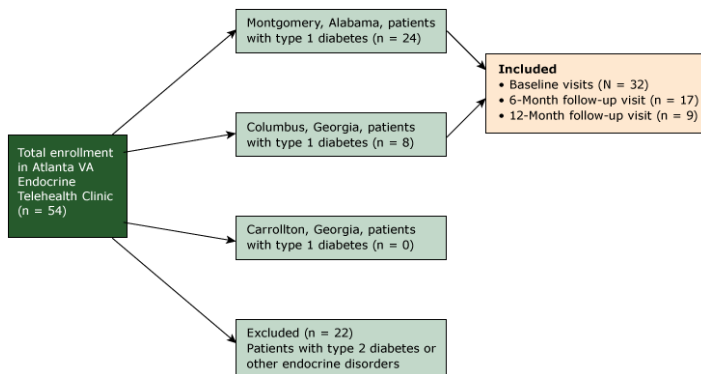 Montgomery, Alabama, patients
with type 1 diabetes (n = 24)
Included
• Baseline visits (N = 32)
• 6-Month follow-up visit (n = 17)
• 12-Month follow-up visit (n = 9)
Total enrollment
in Atlanta VA
Endocrine
Telehealth Clinic
(n = 54)
Columbus, Georgia, patients
with type 1 diabetes (n = 8)
Carrollton, Georgia, patients
with type 1 diabetes (n = 0)
Excluded (n = 22)
Patients with type 2 diabetes or
other endocrine disorders